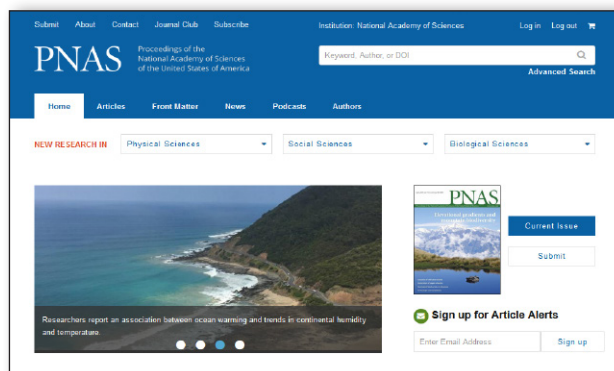 Submit About Contact Journal Club Subscribe Institution: National Academy of Sciences Log in Log out
PNAS
Proceedings of the
National Academy of Sciences
of the United States of America
Keyword, Author, or DOI
Advanced Search
Home Articles Front Matter News Podcasts Authors
NEW RESEARCH IN Physical Sciences Social Sciences Biological Sciences
PNAS
Current Issue
Submit
Researchers report an association between ocean warming and trends in continental humidity
and temperature.
Sign up for Article Alerts
Enter Email Address Sign up